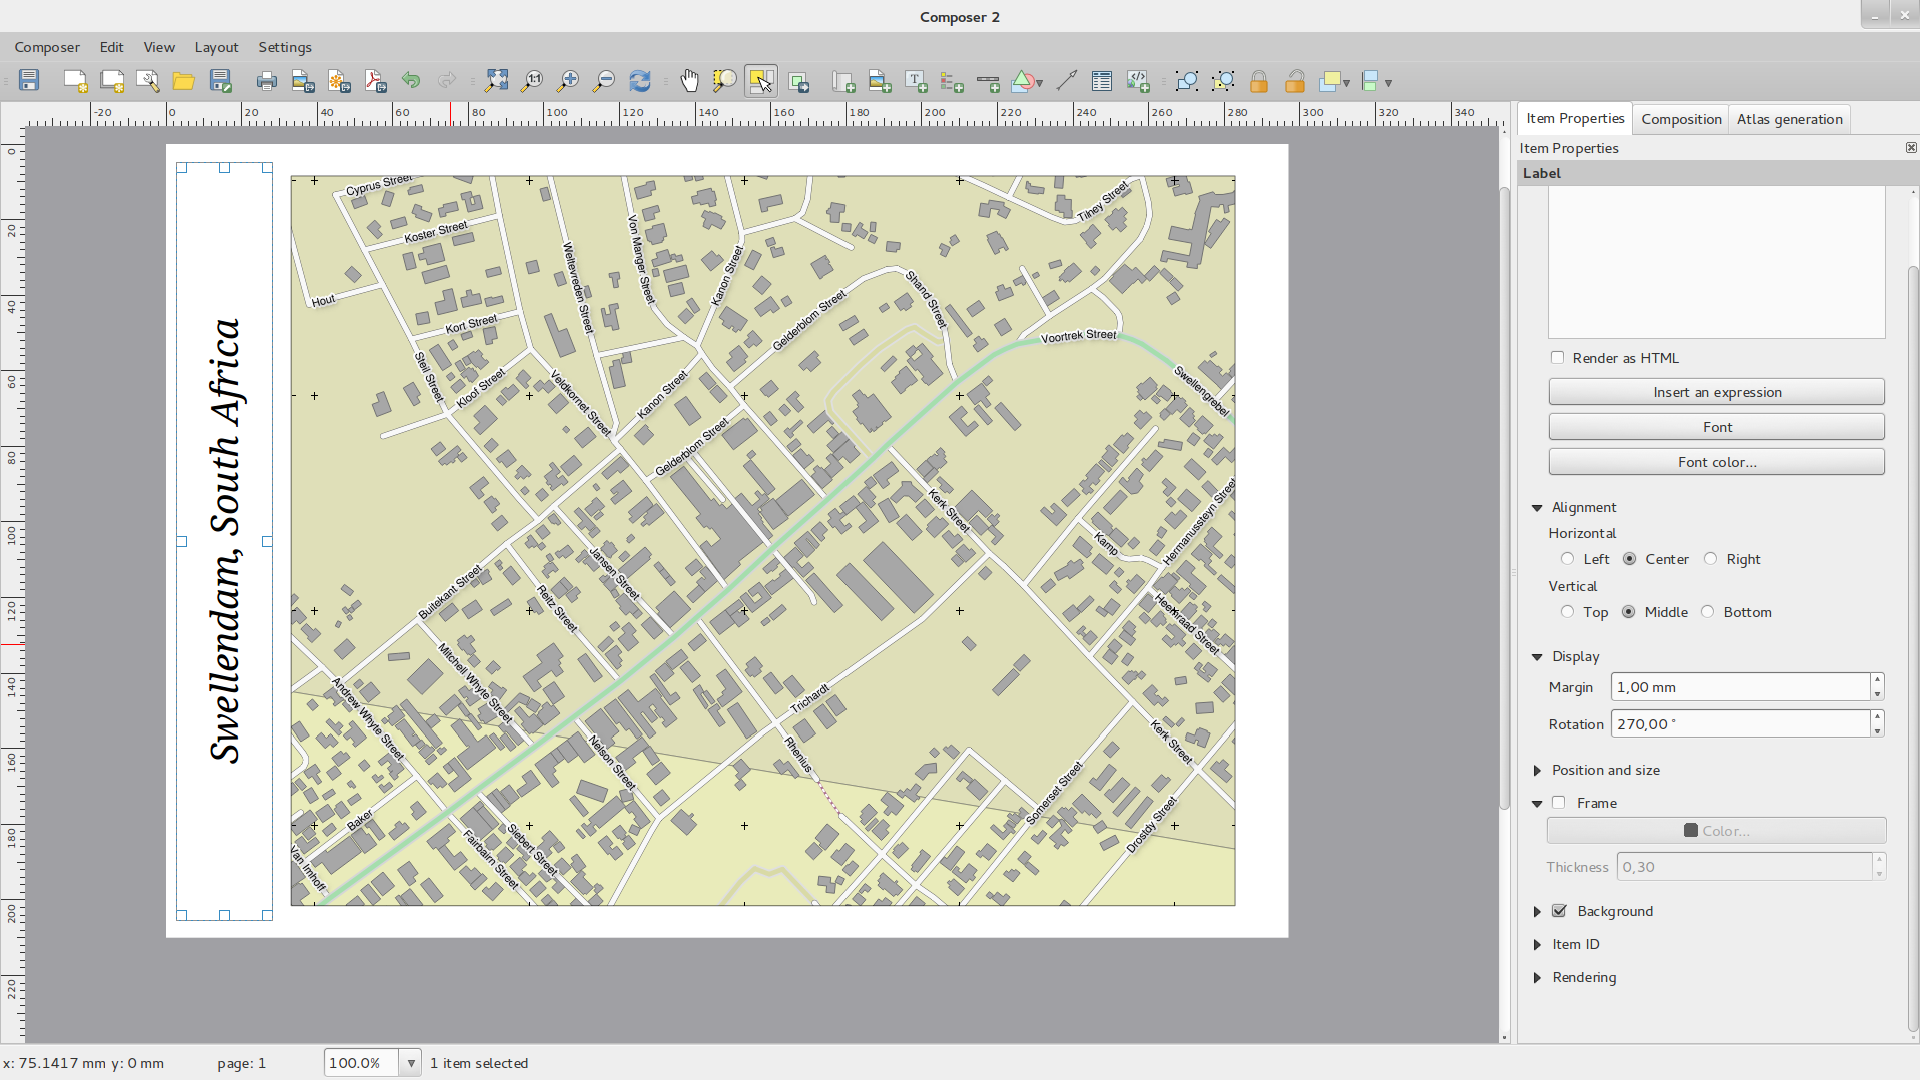 Composer 2
Composer Edit View Layout Settings
1:1
T
-20 0 20 40 60 80 100 120 140 160 180 200 220 240 260 280 300 320 340
0 20 40 60 80 100 120 140 160 180 200 220
Swellendam, South Africa
Cyprus Street
Koster Street
Hout
Kort Street
Steil Street
Kloof Street
Weltevreden Street
Von Manger Street
Kanon Street
Gelderblom Street
Shand Street
Tilney Street
Voortrek Street
Swellengrebel
Veldkornet Street
Kanon Street
Gelderblom Street
Kerk Street
Kamp
Hermanussteyn Street
Heemraad Street
Buitekant Street
Jansen Street
Reitz Street
Mitchell Whyte Street
Andrew Whyte Street
Trichardt
Rhenius
Nelson Street
Kerk Street
Somerset Street
Drostdy Street
Baker
Van Imhoff
Fairbairn Street
Siebert Street
Item Properties Composition Atlas generation
Item Properties
Label
Render as HTML
Insert an expression
Font
Font color...
Alignment
Horizontal
Left Center Right
Vertical
Top Middle Bottom
Display
Margin 1,00 mm
Rotation 270,00 °
Position and size
Frame
Color...
Thickness 0,30
Background
Item ID
Rendering
x: 75.1417 mm y: 0 mm page: 1 100.0% 1 item selected